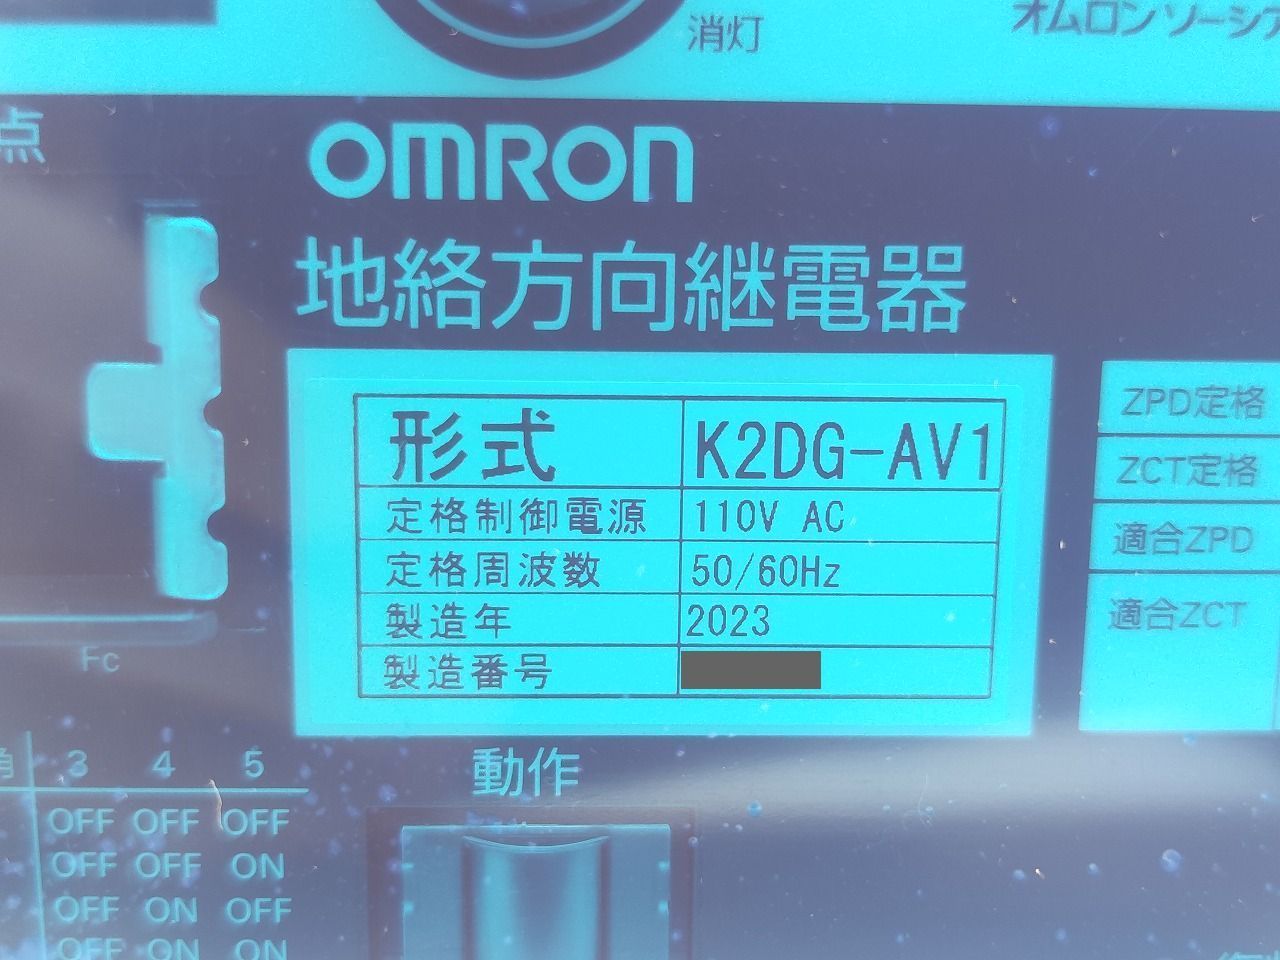 消灯
オムロンソーシア
点
OMRON
地絡方向継電器
形式 K2DG-AV1
定格制御電源 110V AC
定格周波数 50/60Hz
製造年 2023
製造番号
ZPD定格
ZCT定格
適合ZPD
適合ZCT
Fc
動作
角 3 4 5
OFF OFF OFF
OFF OFF ON
OFF ON OFF
OFF ON ON